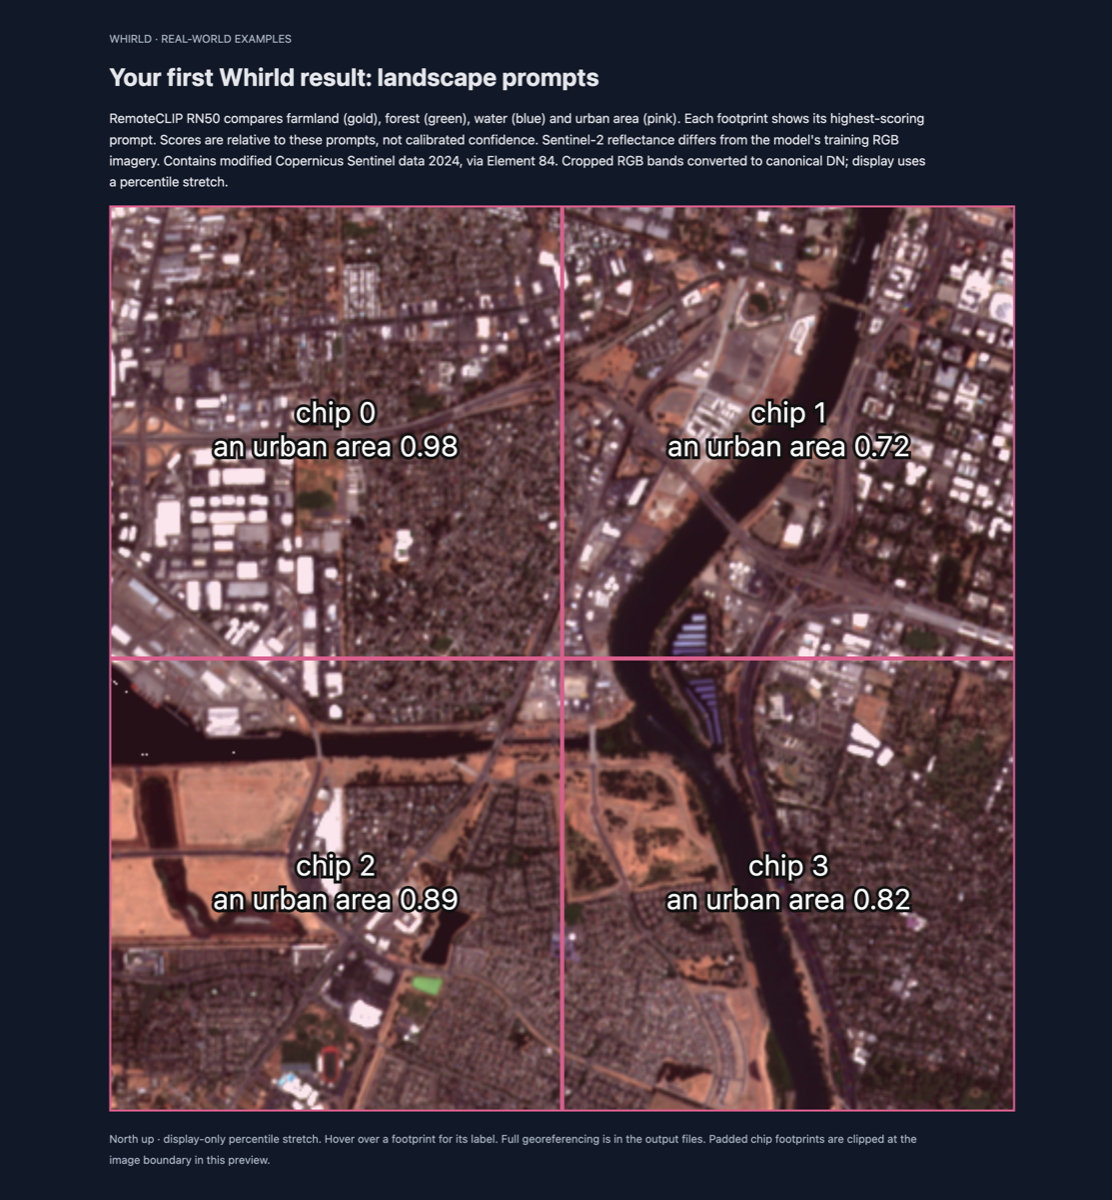 WHIRLD · REAL-WORLD EXAMPLES
Your first Whirld result: landscape prompts
RemoteCLIP RN50 compares farmland (gold), forest (green), water (blue) and urban area (pink). Each footprint shows its highest-scoring
prompt. Scores are relative to these prompts, not calibrated confidence. Sentinel-2 reflectance differs from the model's training RGB
imagery. Contains modified Copernicus Sentinel data 2024, via Element 84. Cropped RGB bands converted to canonical DN; display uses
a percentile stretch.
chip 0
an urban area 0.98
chip 1
an urban area 0.72
chip 2
an urban area 0.89
chip 3
an urban area 0.82
North up · display-only percentile stretch. Hover over a footprint for its label. Full georeferencing is in the output files. Padded chip footprints are clipped at the
image boundary in this preview.